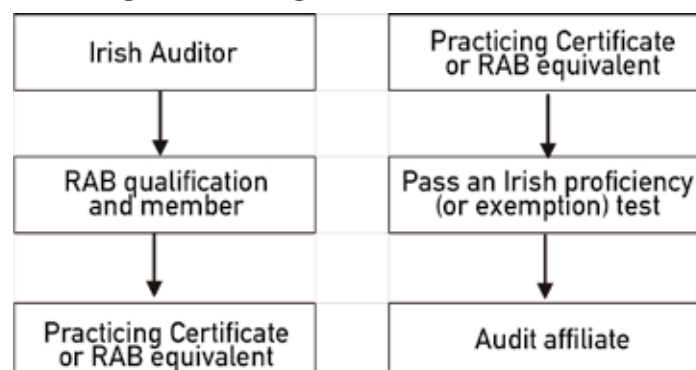 Irish Auditor
RAB qualification
and member
Practicing Certificate
or RAB equivalent
Practicing Certificate
or RAB equivalent
Pass an Irish proficiency
(or exemption) test
Audit affiliate